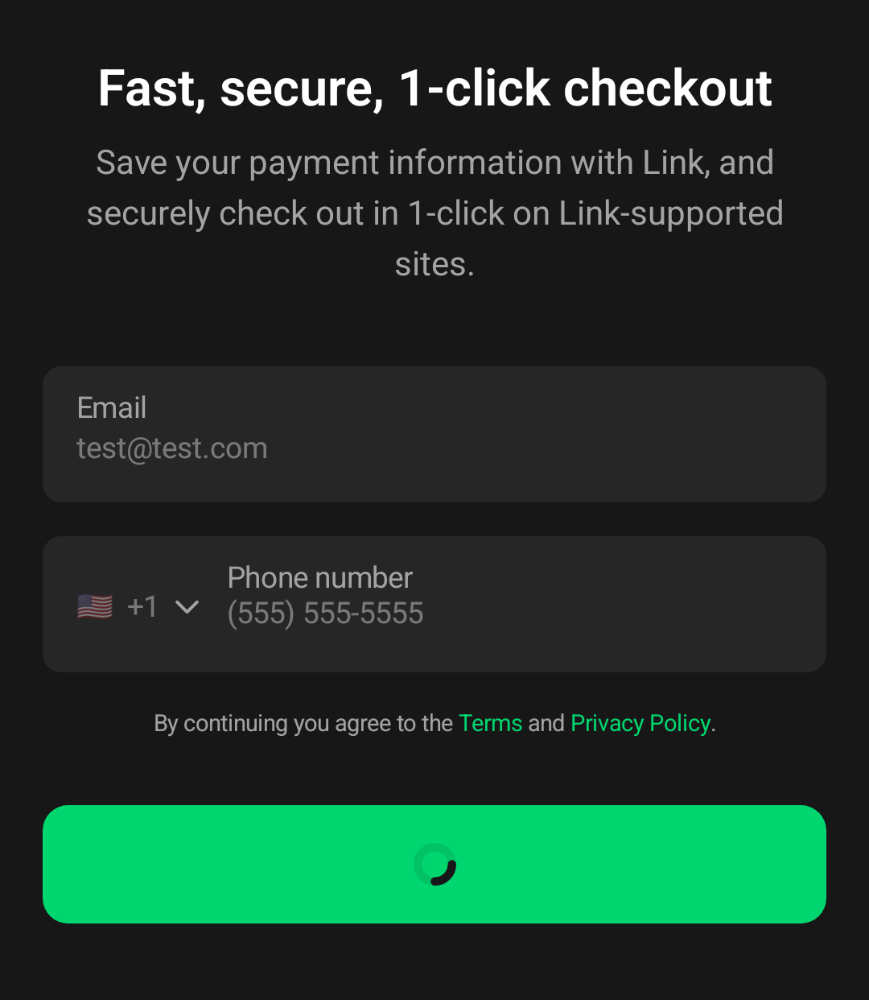 Fast, secure, 1-click checkout
Save your payment information with Link, and
securely check out in 1-click on Link-supported
sites.
Email
test@test.com
Phone number
+1 (555) 555-5555
By continuing you agree to the Terms and Privacy Policy.